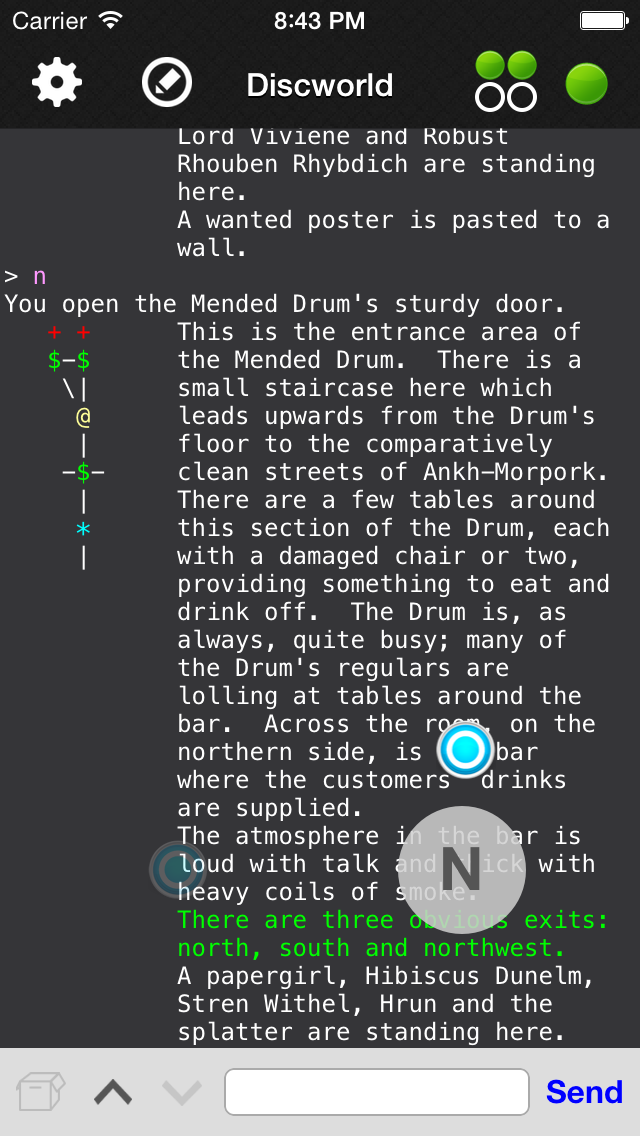 Carrier 8:43 PM
Discworld
Lord Viviene and Robust
Rhouben Rhybdich are standing
here.
A wanted poster is pasted to a
wall.
> n
You open the Mended Drum's sturdy door.
+ + This is the entrance area of
$-$ the Mended Drum. There is a
\| small staircase here which
@ leads upwards from the Drum's
| floor to the comparatively
-$- clean streets of Ankh-Morpork.
| There are a few tables around
* this section of the Drum, each
| with a damaged chair or two,
providing something to eat and
drink off. The Drum is, as
always, quite busy; many of
the Drum's regulars are
lolling at tables around the
bar. Across the room, on the
northern side, is bar
where the customers' drinks
are supplied.
The atmosphere in the bar is
loud with talk and thick with
heavy coils of smoke.
N
There are three obvious exits:
north, south and northwest.
A papergirl, Hibiscus Dunelm,
Stren Withel, Hrun and the
splatter are standing here.
Send